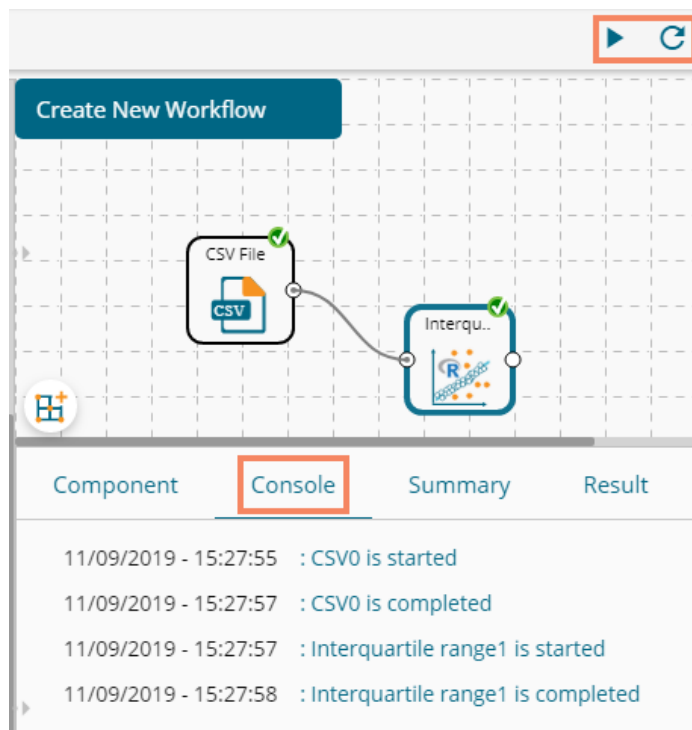 Create New Workflow
CSV File
CSV
Interqu..
R
Component Console Summary Result
11/09/2019 - 15:27:55 : CSV0 is started
11/09/2019 - 15:27:57 : CSV0 is completed
11/09/2019 - 15:27:57 : Interquartile range1 is started
11/09/2019 - 15:27:58 : Interquartile range1 is completed